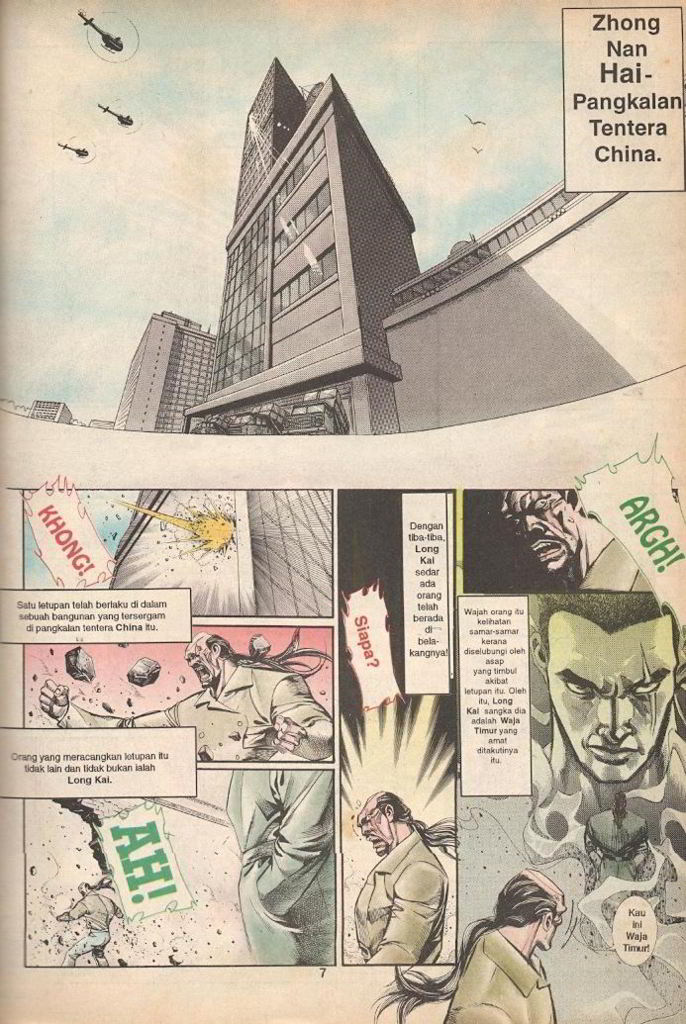 Zhong
Nan
Hai-
Pangkalan
Tentera
China.
KHONG!
Satu letupan telah berlaku di dalam
sebuah bangunan yang tersergam
di pangkalan tentera China itu.
Orang yang meracangkan letupan itu
tidak lain dan tidak bukan ialah
Long Kai.
AH!
Dengan
tiba-tiba,
Long
Kai
sedar
ada
orang
telah
berada
di
bela-
kangnya!
Siapa?
ARGH!
Wajah orang itu
kelihatan
samar-samar
kerana
diselubungi oleh
asap
yang timbul
akibat
letupan itu. Oleh
itu, Long
Kai sangka dia
adalah Waja
Timur yang
amat
ditakutinya
itu.
Kau
ini
Waja
Timur!
7